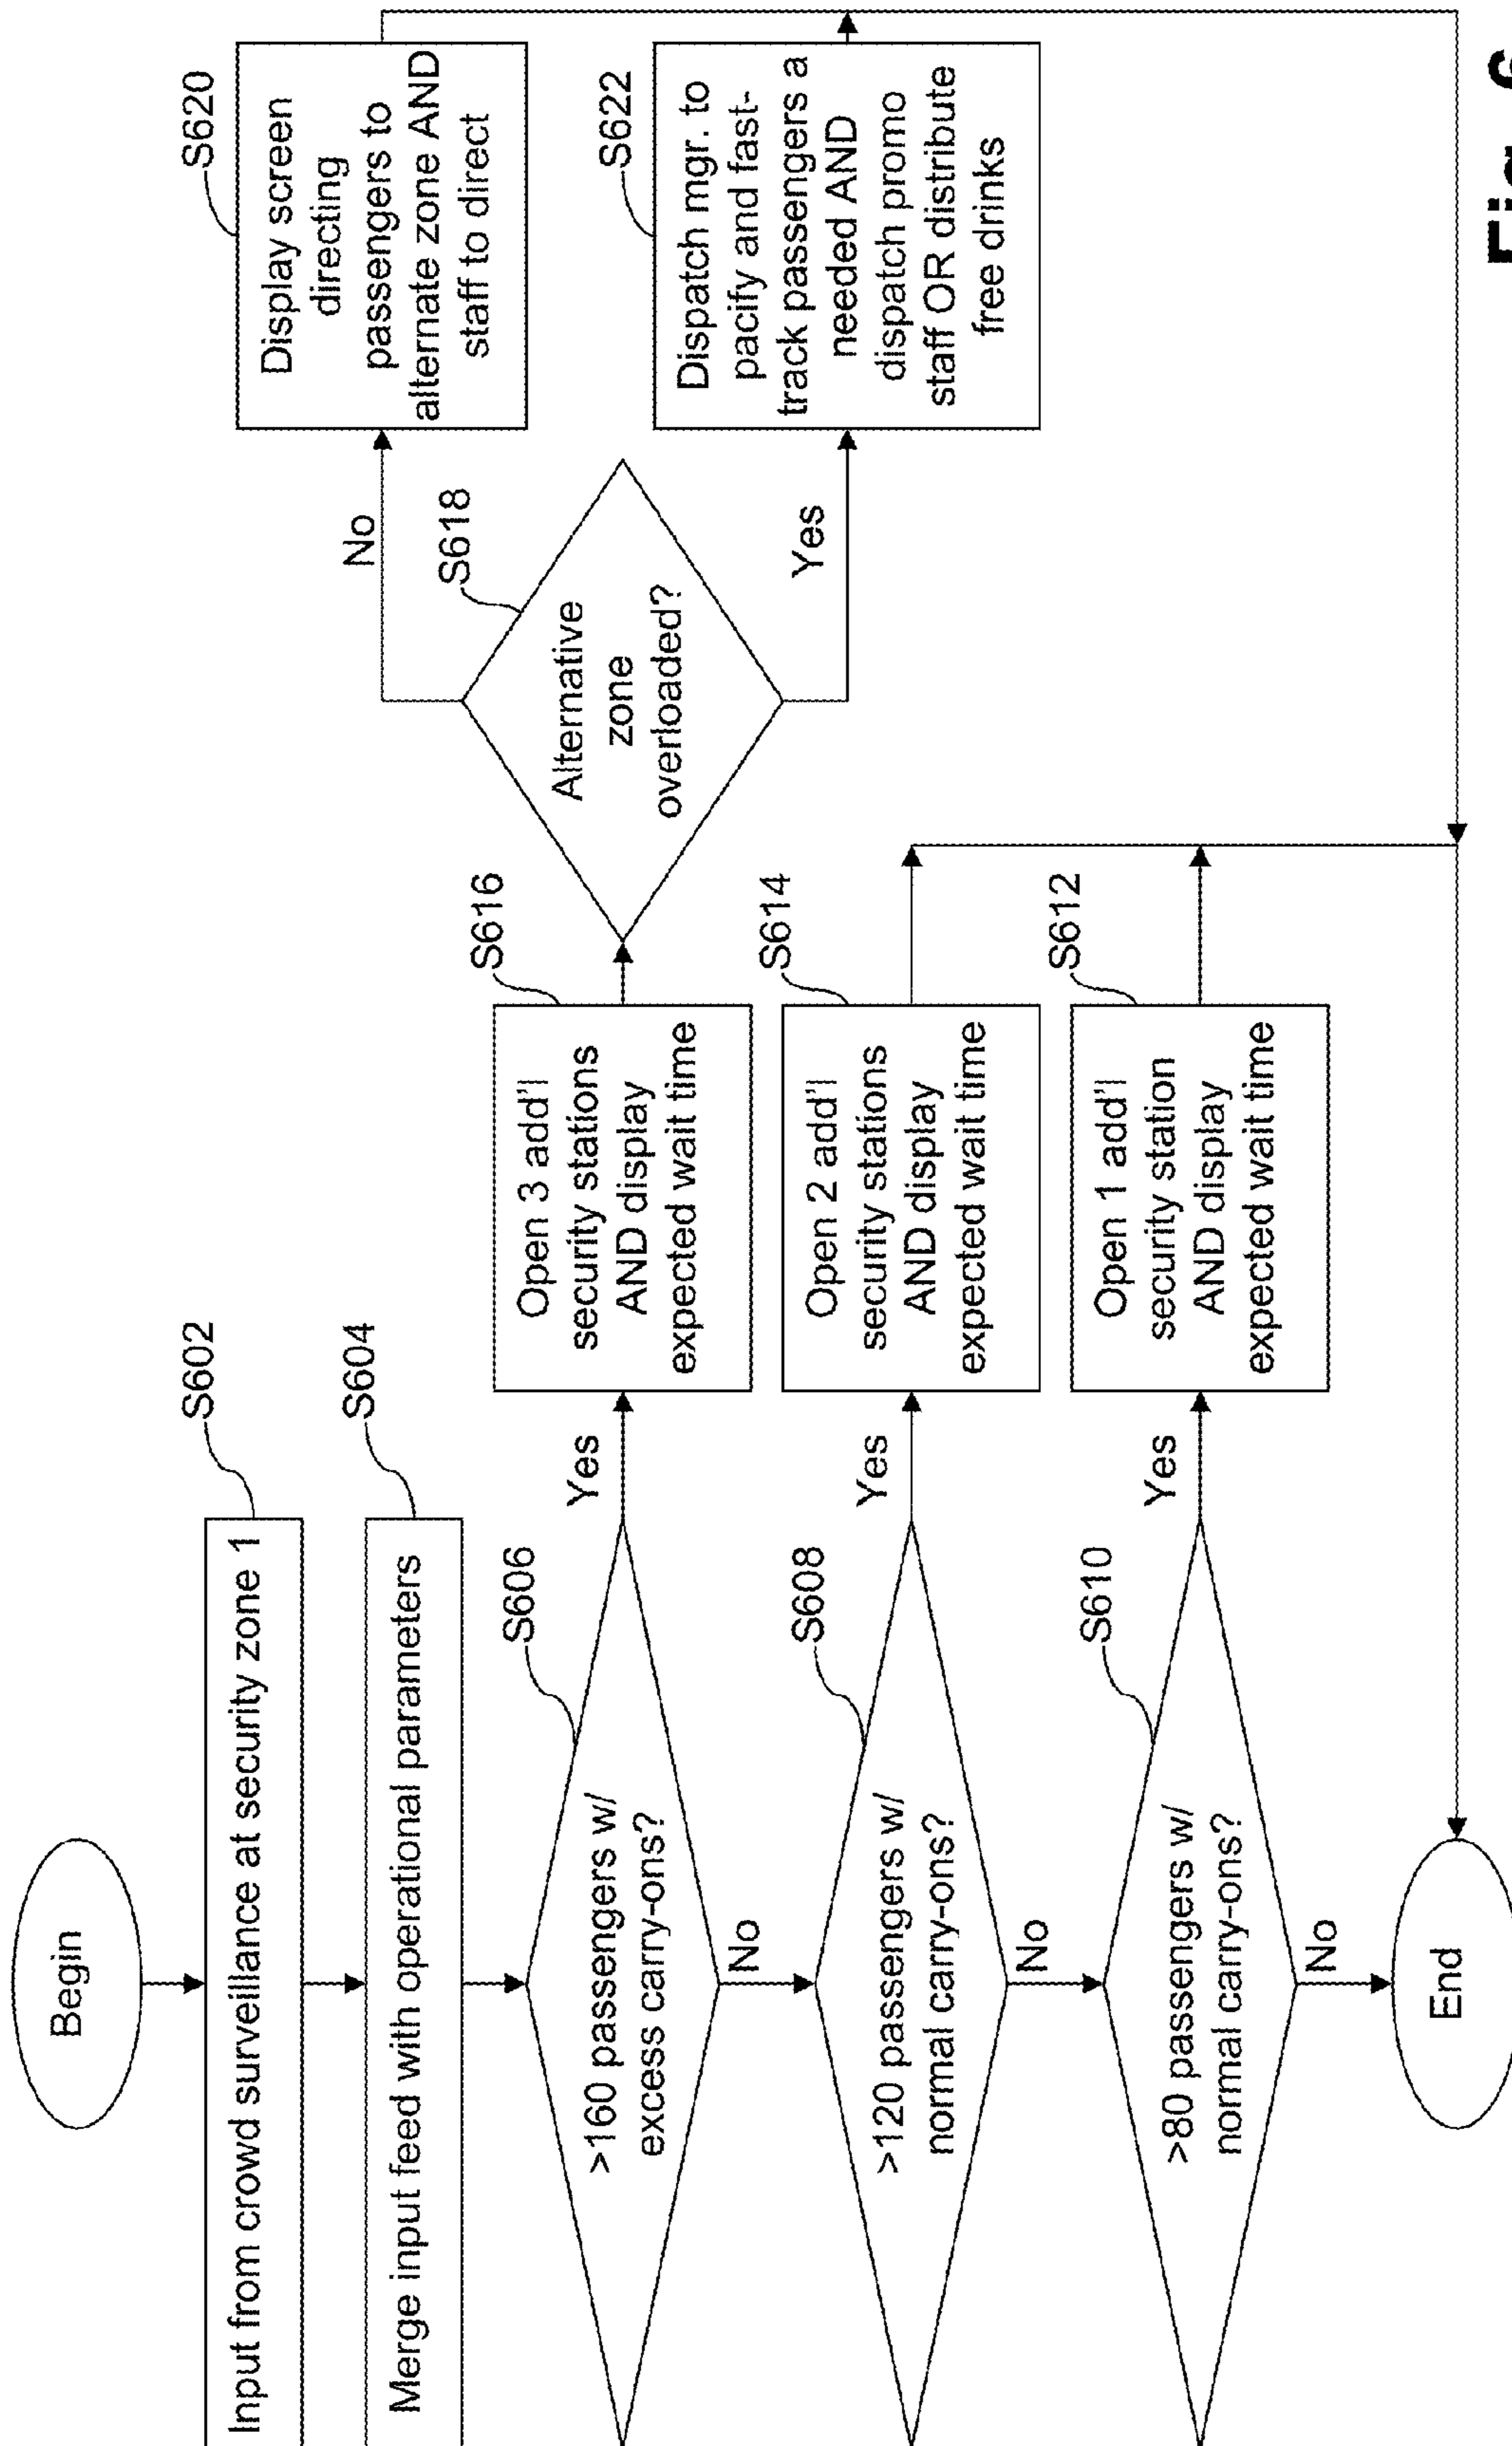 Begin
S602
Input from crowd surveillance at security zone 1
S604
Merge input feed with operational parameters
S606
>160 passengers w/
excess carry-ons?
Yes
No
S616
Open 3 add'l
security stations
AND display
expected wait time
S618
Alternative
zone
overloaded?
No
Yes
S620
Display screen
directing
passengers to
alternate zone AND
staff to direct
S622
Dispatch mgr. to
pacify and fast-
track passengers a
needed AND
dispatch promo
staff OR distribute
free drinks
S608
>120 passengers w/
normal carry-ons?
Yes
No
S614
Open 2 add'l
security stations
AND display
expected wait time
S610
>80 passengers w/
normal carry-ons?
Yes
No
S612
Open 1 add'l
security station
AND display
expected wait time
End